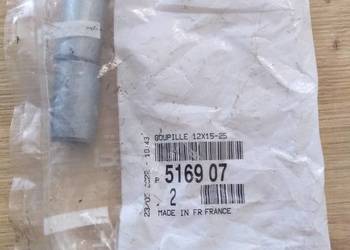 GOUPILLE 12X15-25
P 5169 07
2
MADE IN FR FRANCE